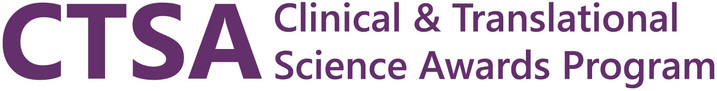 CTSA
Clinical & Translational
Science Awards Program